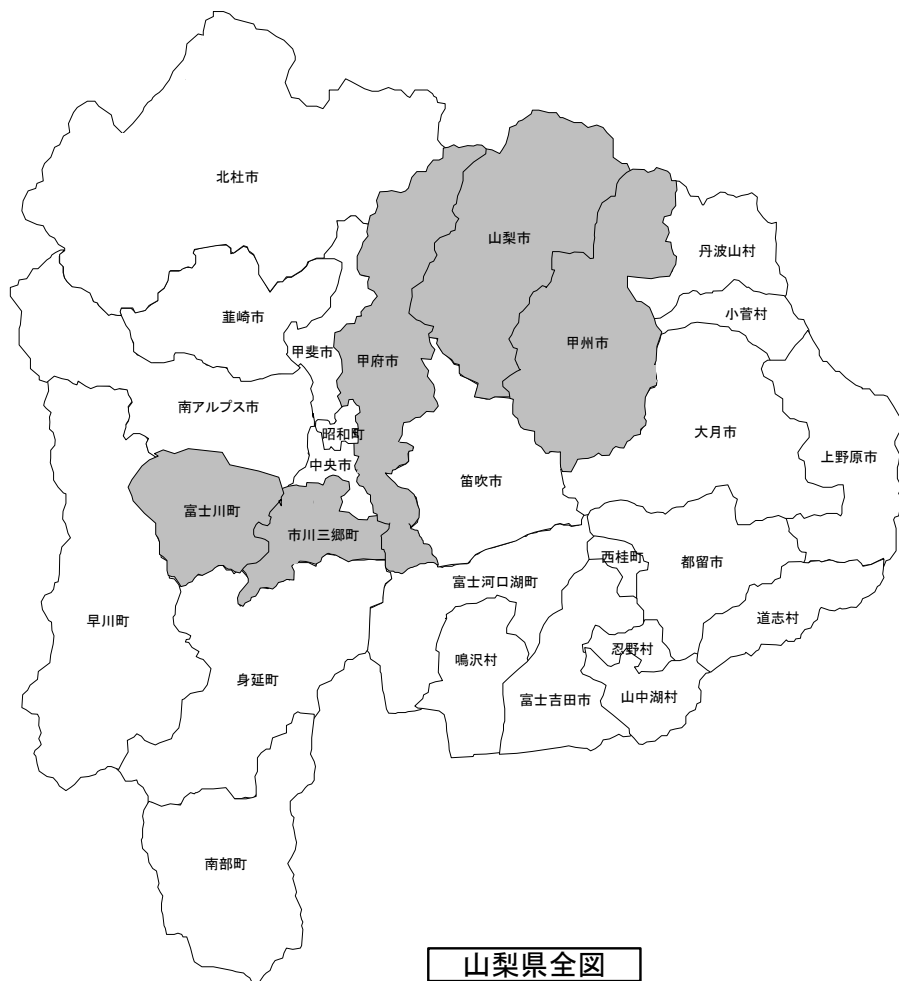 北杜市
山梨市
丹波山村
韮崎市
小菅村
甲斐市
甲府市
甲州市
南アルプス市
昭和町
大月市
中央市
上野原市
笛吹市
富士川町
市川三郷町
西桂町
都留市
富士河口湖町
早川町
道志村
忍野村
鳴沢村
身延町
富士吉田市
山中湖村
南部町
山梨県全図